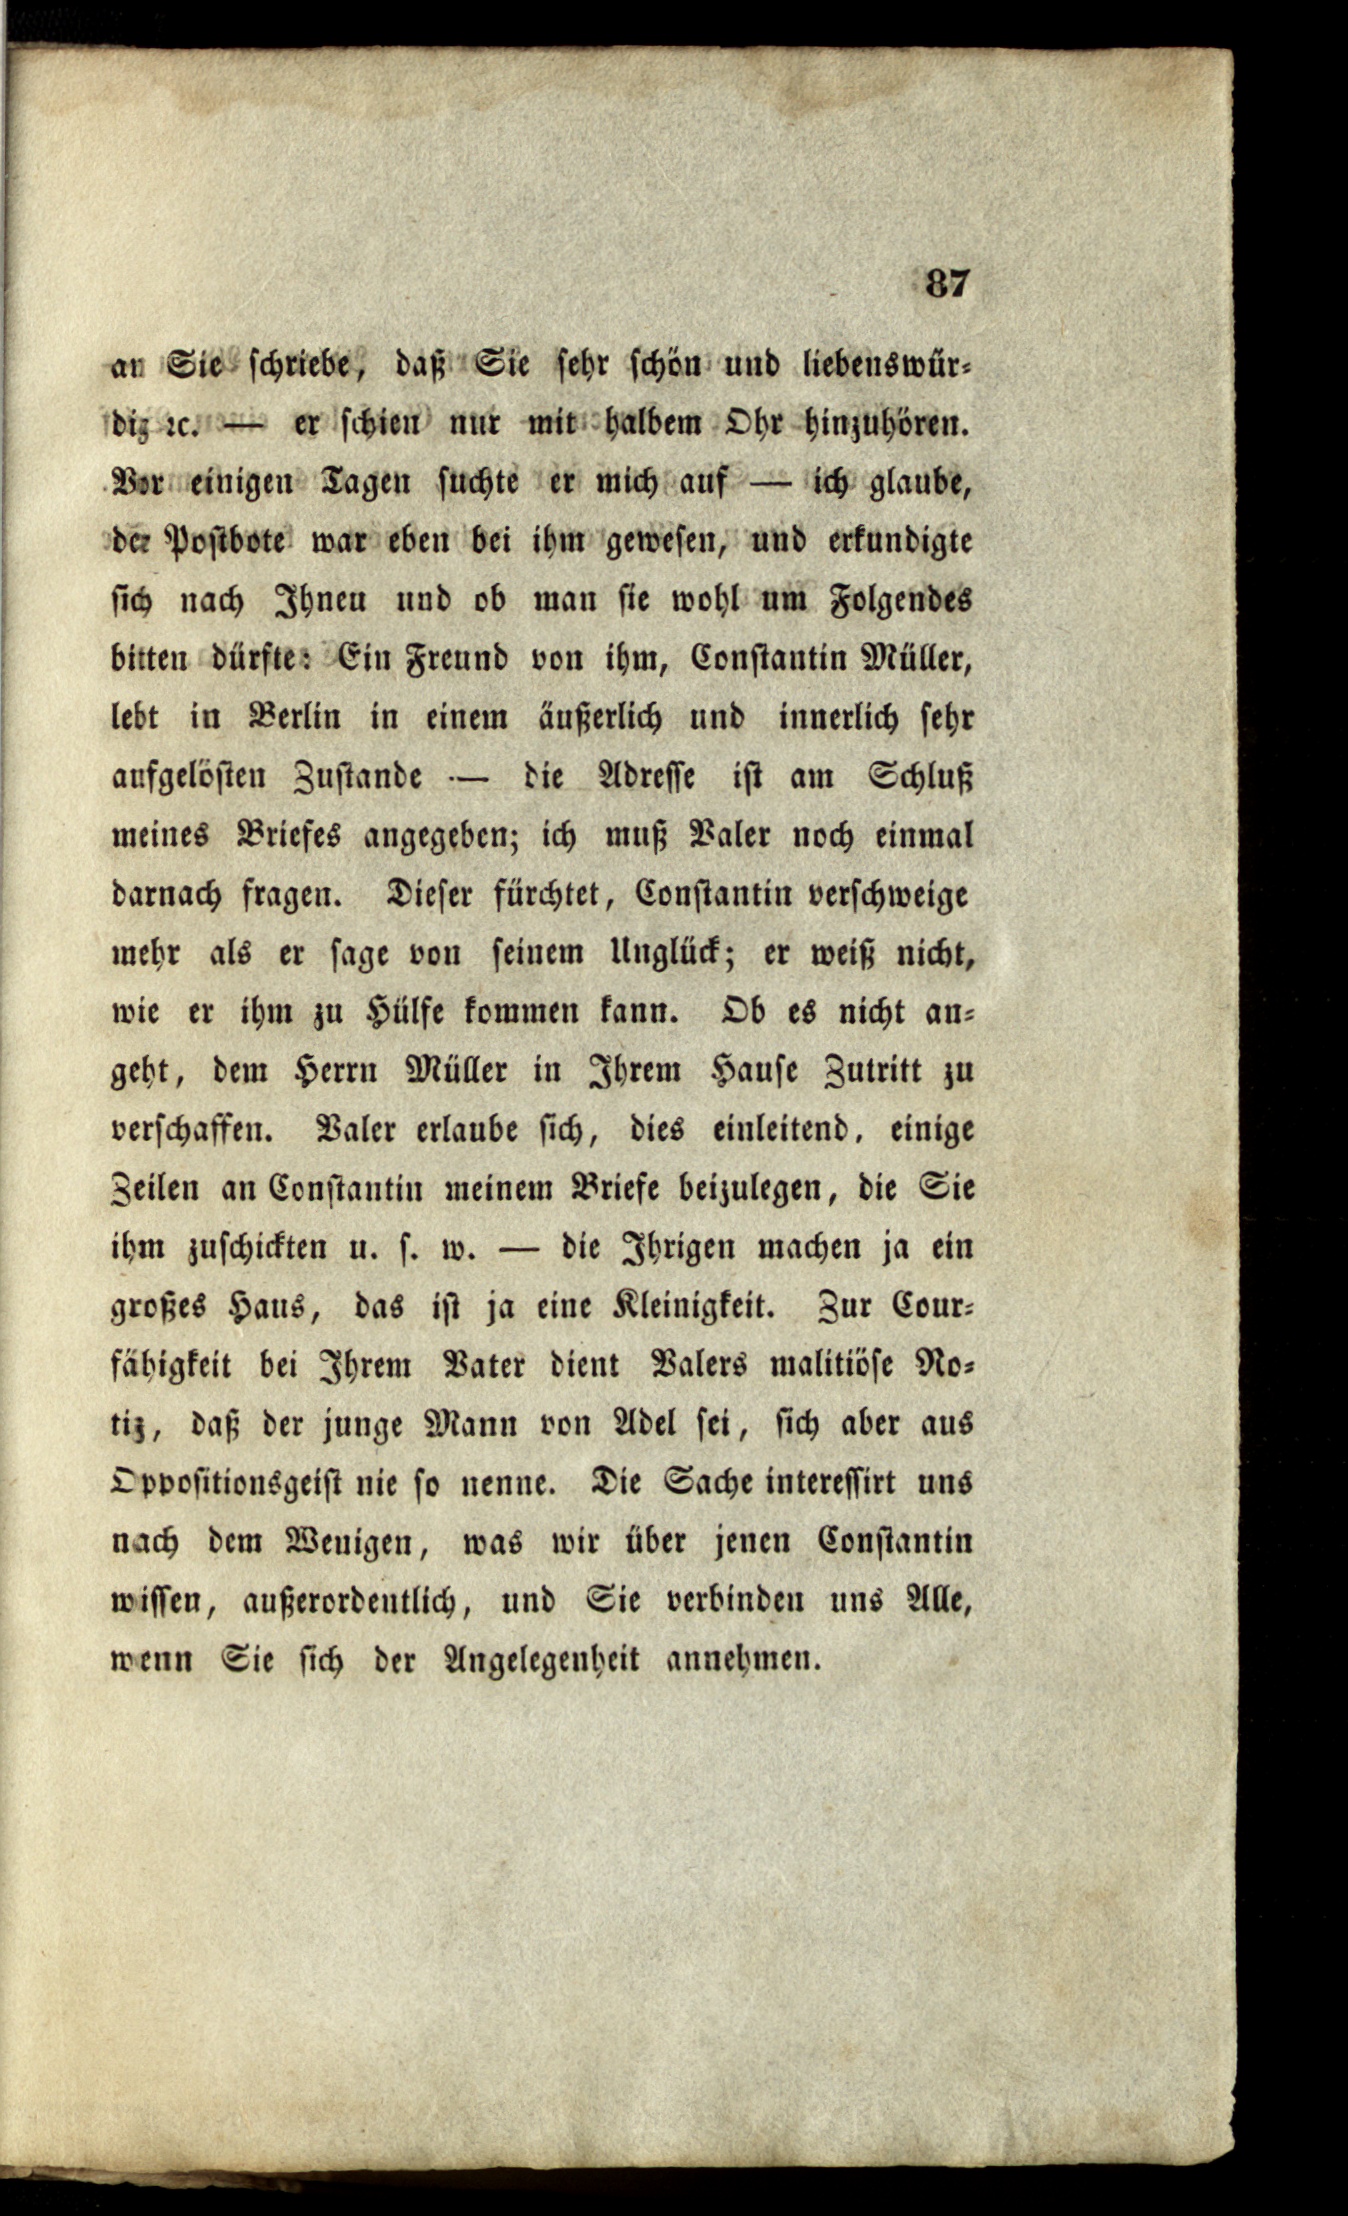 87
an Sie schriebe, daß Sie sehr schön und liebenswür-
dig ꝛc. — er schien nur mit halbem Ohr hinzuhören.
Vor einigen Tagen suchte er mich auf — ich glaube,
der Postbote war eben bei ihm gewesen, und erkundigte
sich nach Ihnen und ob man sie wohl um Folgendes
bitten dürfte: Ein Freund von ihm, Constantin Müller,
lebt in Berlin in einem äußerlich und innerlich sehr
aufgelösten Zustande — die Adresse ist am Schluß
meines Briefes angegeben; ich muß Valer noch einmal
darnach fragen. Dieser fürchtet, Constantin verschweige
mehr als er sage von seinem Unglück; er weiß nicht,
wie er ihm zu Hülfe kommen kann. Ob es nicht an-
geht, dem Herrn Müller in Ihrem Hause Zutritt zu
verschaffen. Valer erlaube sich, dies einleitend, einige
Zeilen an Constantin meinem Briefe beizulegen, die Sie
ihm zuschickten u. s. w. — die Ihrigen machen ja ein
großes Haus, das ist ja eine Kleinigkeit. Zur Cour-
fähigkeit bei Ihrem Vater dient Valers malitiöse No-
tiz, daß der junge Mann von Adel sei, sich aber aus
Oppositionsgeist nie so nenne. Die Sache interessirt uns
nach dem Wenigen, was wir über jenen Constantin
wissen, außerordentlich, und Sie verbinden uns Alle,
wenn Sie sich der Angelegenheit annehmen.